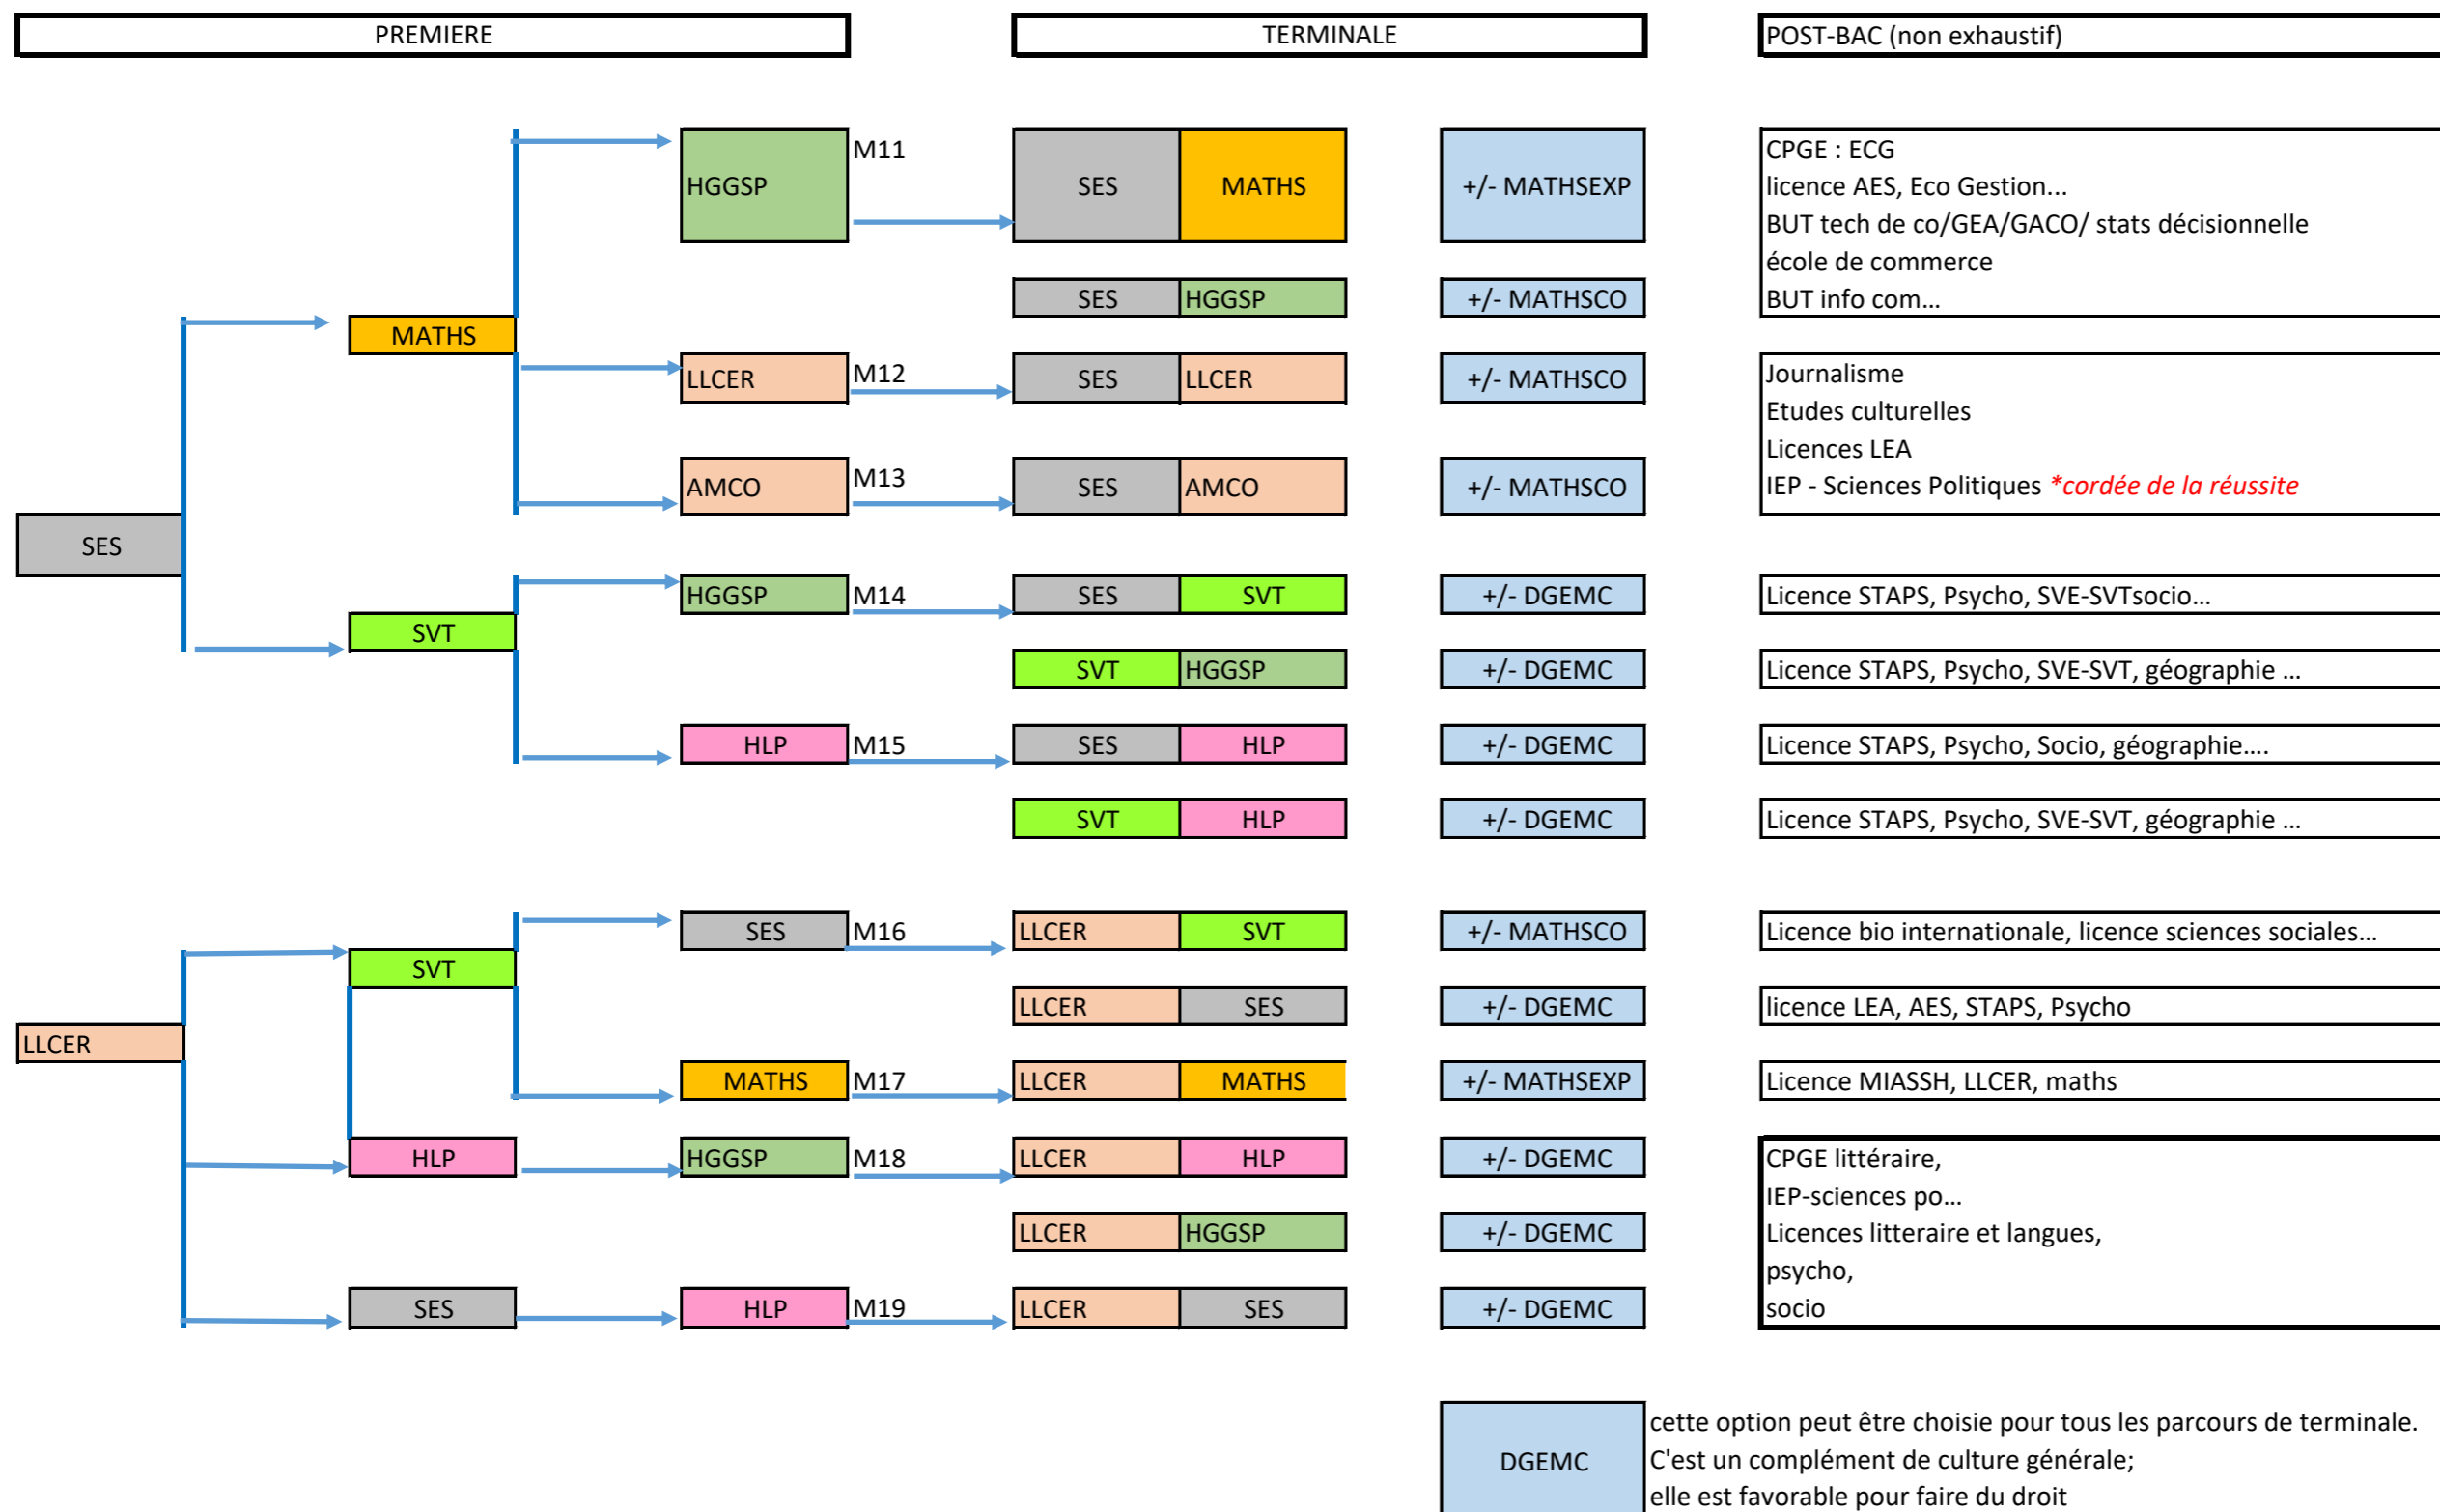 PREMIERE
TERMINALE
POST-BAC (non exhaustif)
HGGSP
M11
SES
MATHS
+/- MATHSEXP
CPGE : ECG
licence AES, Eco Gestion...
BUT tech de co/GEA/GACO/ stats décisionnelle
école de commerce
BUT info com...
SES
HGGSP
+/- MATHSCO
MATHS
LLCER
M12
SES
LLCER
+/- MATHSCO
Journalisme
Etudes culturelles
Licences LEA
IEP - Sciences Politiques *cordée de la réussite
AMCO
M13
SES
AMCO
+/- MATHSCO
SES
HGGSP
M14
SES
SVT
+/- DGEMC
Licence STAPS, Psycho, SVE-SVTsocio...
SVT
SVT
HGGSP
+/- DGEMC
Licence STAPS, Psycho, SVE-SVT, géographie ...
HLP
M15
SES
HLP
+/- DGEMC
Licence STAPS, Psycho, Socio, géographie....
SVT
HLP
+/- DGEMC
Licence STAPS, Psycho, SVE-SVT, géographie ...
SES
M16
LLCER
SVT
+/- MATHSCO
Licence bio internationale, licence sciences sociales...
SVT
LLCER
SES
+/- DGEMC
licence LEA, AES, STAPS, Psycho
LLCER
MATHS
M17
LLCER
MATHS
+/- MATHSEXP
Licence MIASSH, LLCER, maths
HLP
HGGSP
M18
LLCER
HLP
+/- DGEMC
CPGE littéraire,
IEP-sciences po...
Licences litteraire et langues,
psycho,
socio
LLCER
HGGSP
+/- DGEMC
SES
HLP
M19
LLCER
SES
+/- DGEMC
DGEMC
cette option peut être choisie pour tous les parcours de terminale.
C'est un complément de culture générale;
elle est favorable pour faire du droit